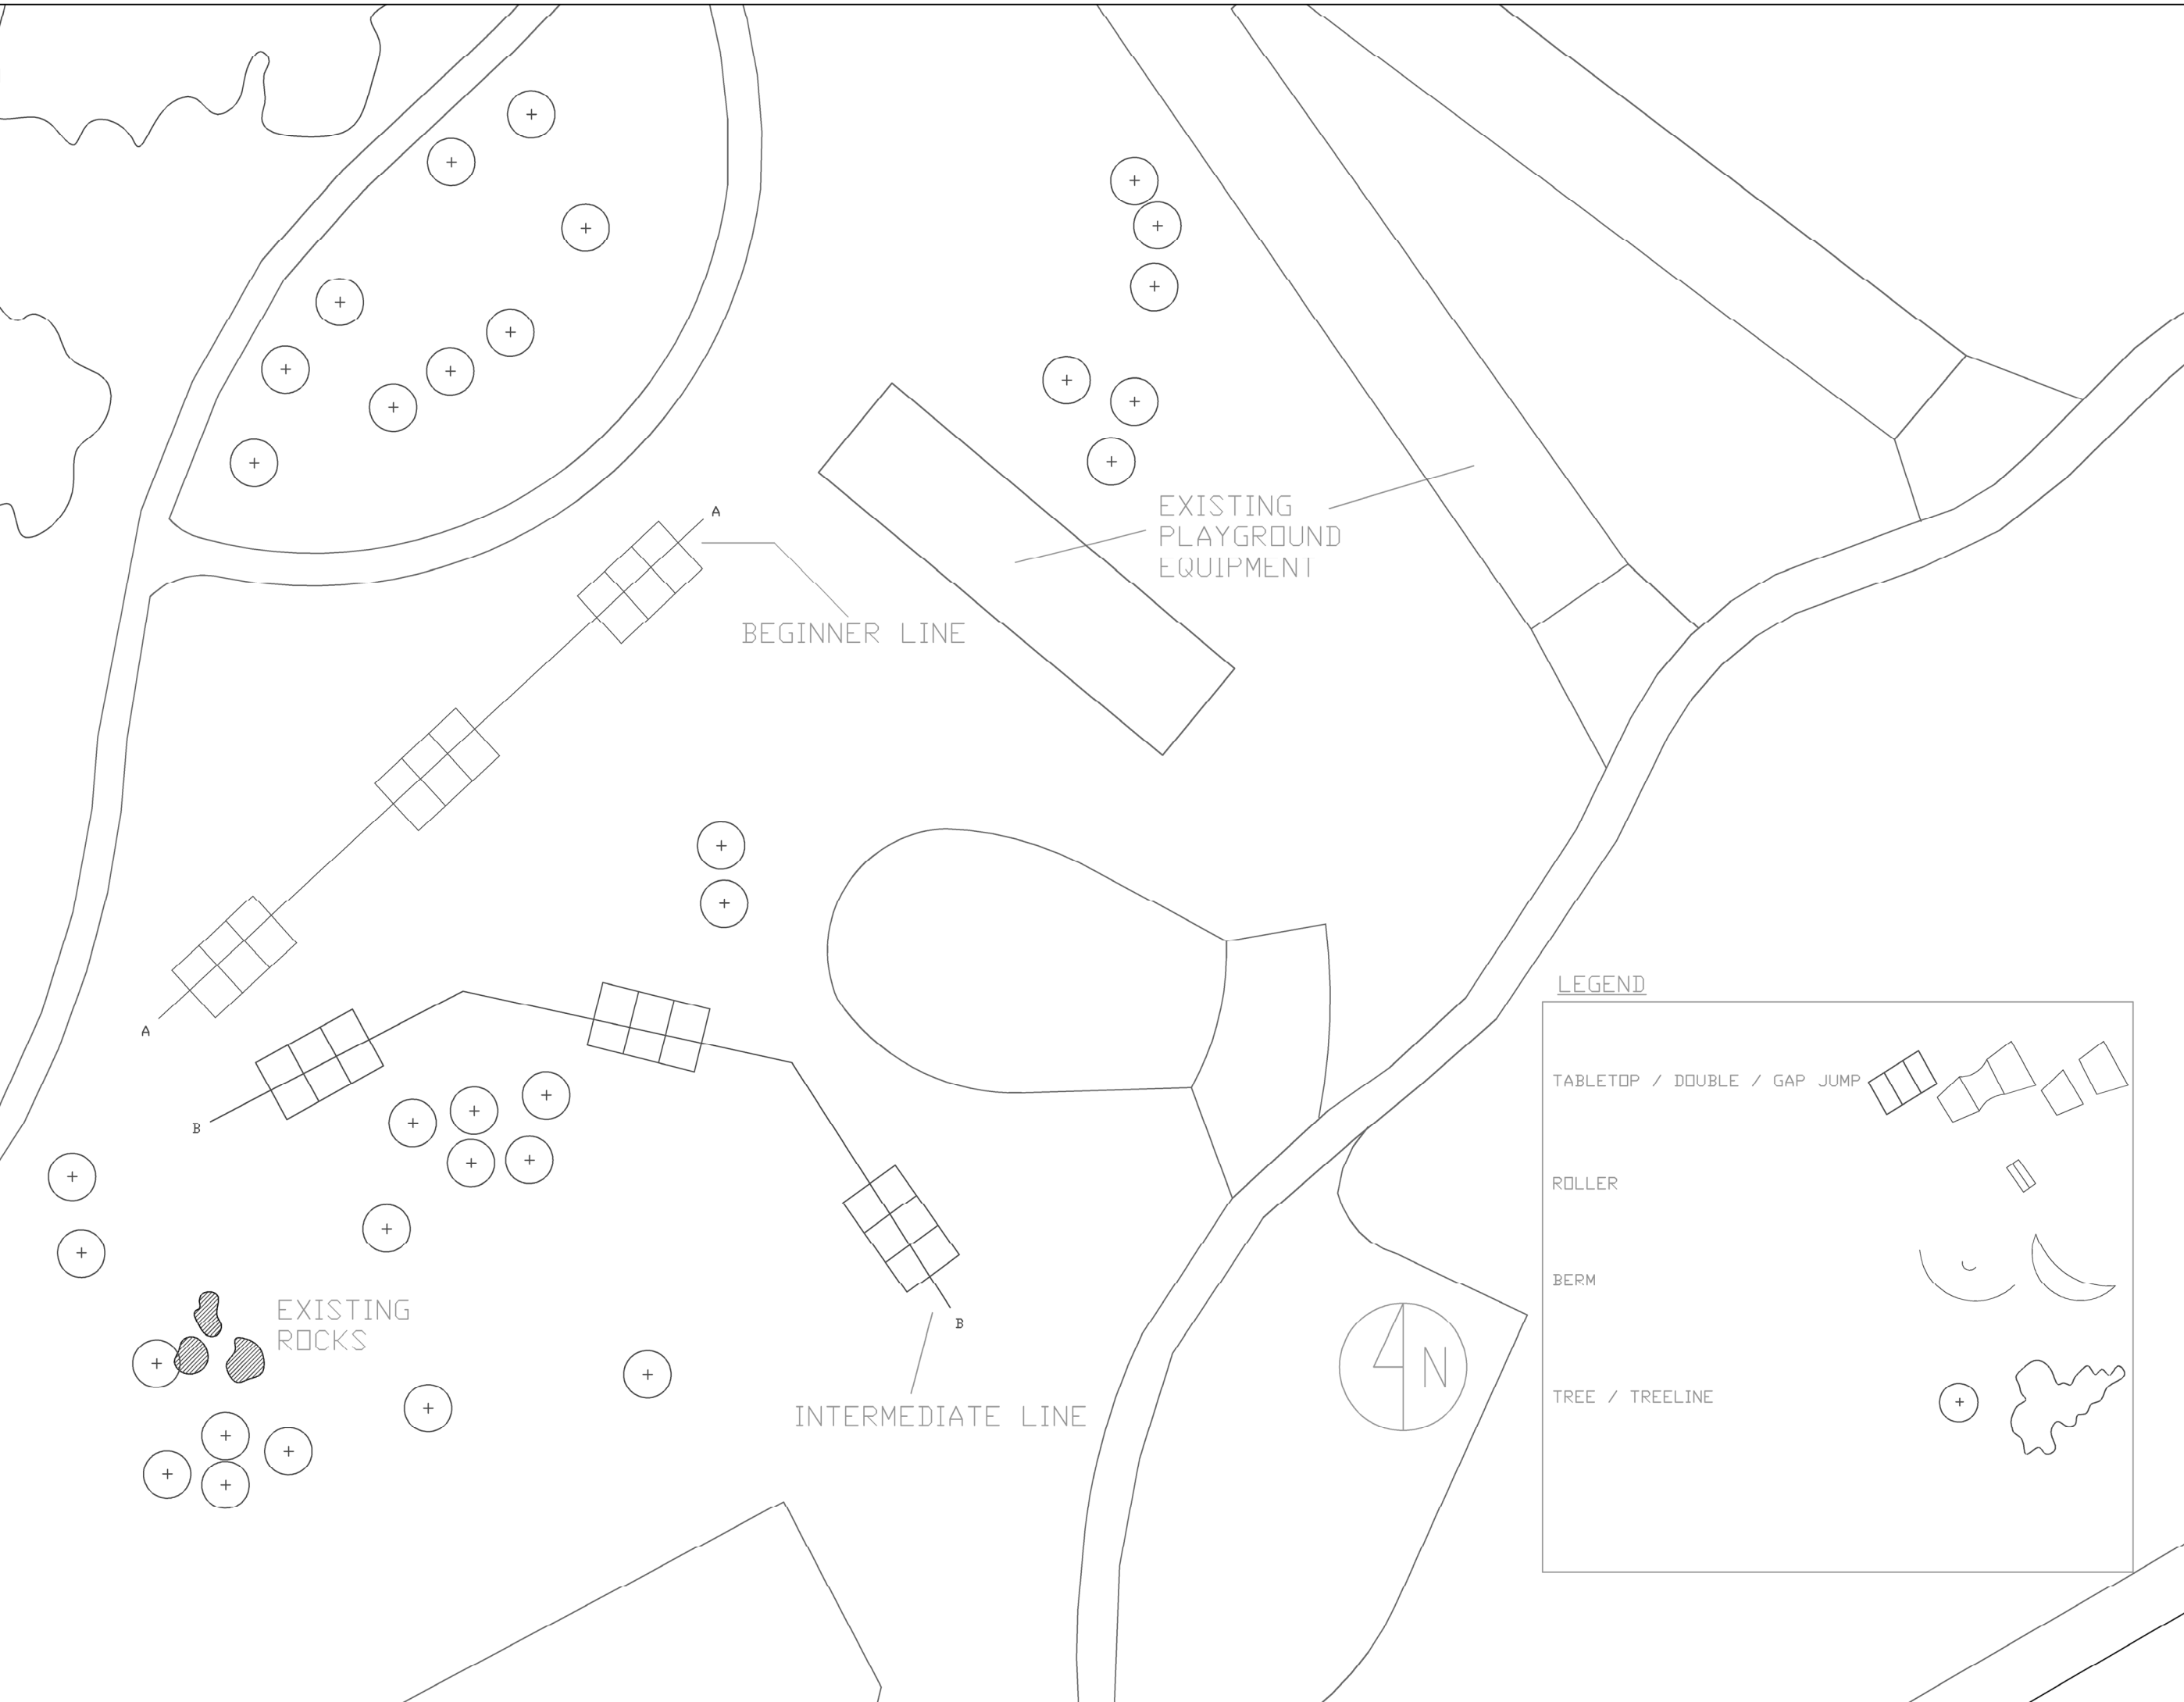 A
EXISTING
PLAYGROUND
EQUIPMENT
BEGINNER LINE
A
B
LEGEND
TABLETOP / DOUBLE / GAP JUMP
ROLLER
BERM
TREE / TREELINE
EXISTING
ROCKS
B
N
INTERMEDIATE LINE